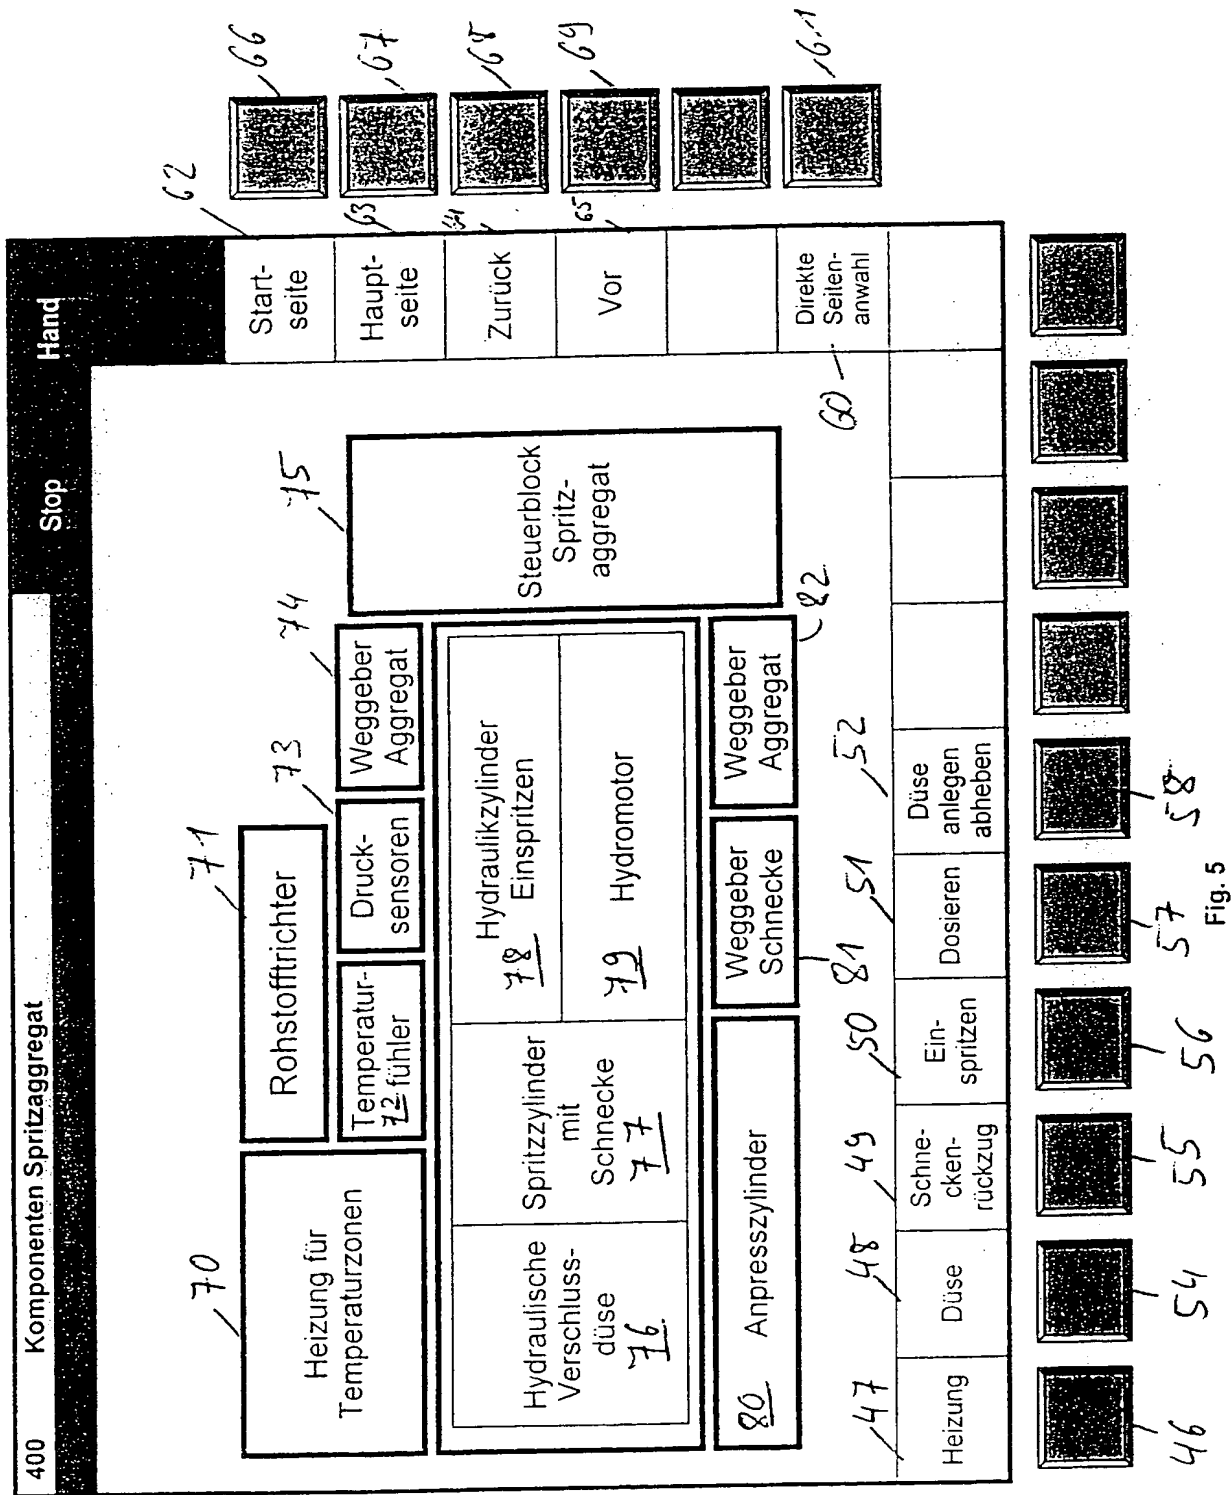 400 Komponenten Spritzaggregat Stop Hand
62
66
67
68
69
61
Start-
seite
63
Haupt-
seite
64
Zurück
65
Vor
60
Direkte
Seiten-
anwahl
70
Heizung für
Temperaturzonen
71
Rohstofftrichter
Temperatur-
72 fühler
73
Druck-
sensoren
74
Weggeber
Aggregat
75
Steuerblock
Spritz-
aggregat
Hydraulische
Verschluss-
düse
76
Spritzzylinder
mit
Schnecke
77
Hydraulikzylinder
78 Einspritzen
79 Hydromotor
80 Anpresszylinder
Weggeber
Schnecke
81
Weggeber
Aggregat
82
47
Heizung
48
Düse
49
Schne-
cken-
rückzug
50
Ein-
spritzen
51
Dosieren
52
Düse
anlegen
abheben
46 54 55 56 57 58
Fig. 5